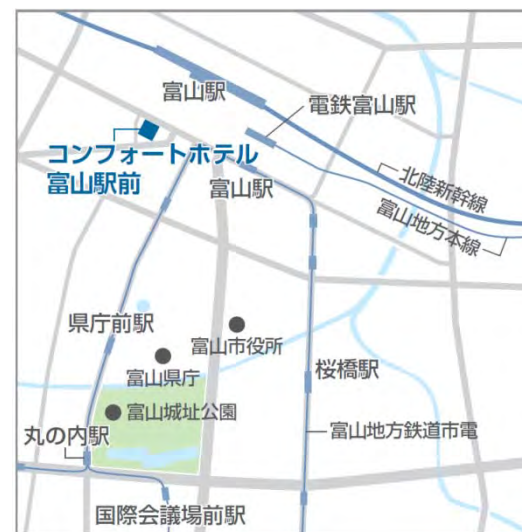 富山駅
電鉄富山駅
コンフォートホテル
富山駅前
富山駅
北陸新幹線
富山地方本線
県庁前駅
富山市役所
富山県庁
桜橋駅
富山城址公園
丸の内駅
富山地方鉄道市電
国際会議場前駅